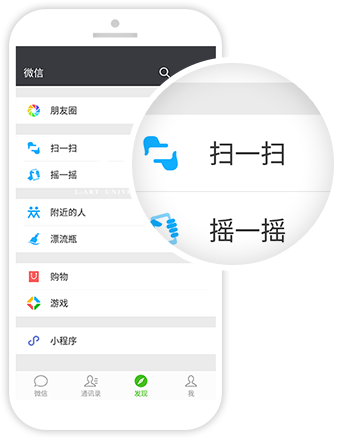 微信
朋友圈
扫一扫
摇一摇
附近的人
漂流瓶
购物
游戏
小程序
微信
通讯录
发现
我
扫一扫
摇一摇